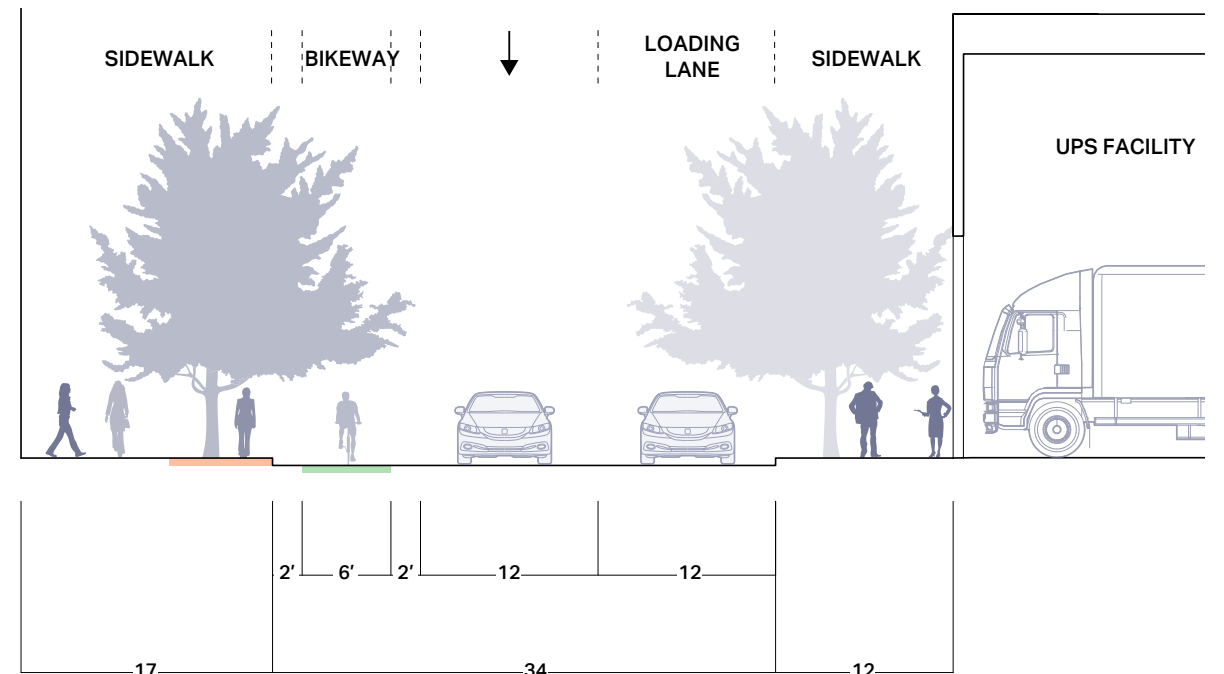 SIDEWALK
BIKEWAY
LOADING
LANE
SIDEWALK
UPS FACILITY
2' 6' 2' 12 12
17 34 12